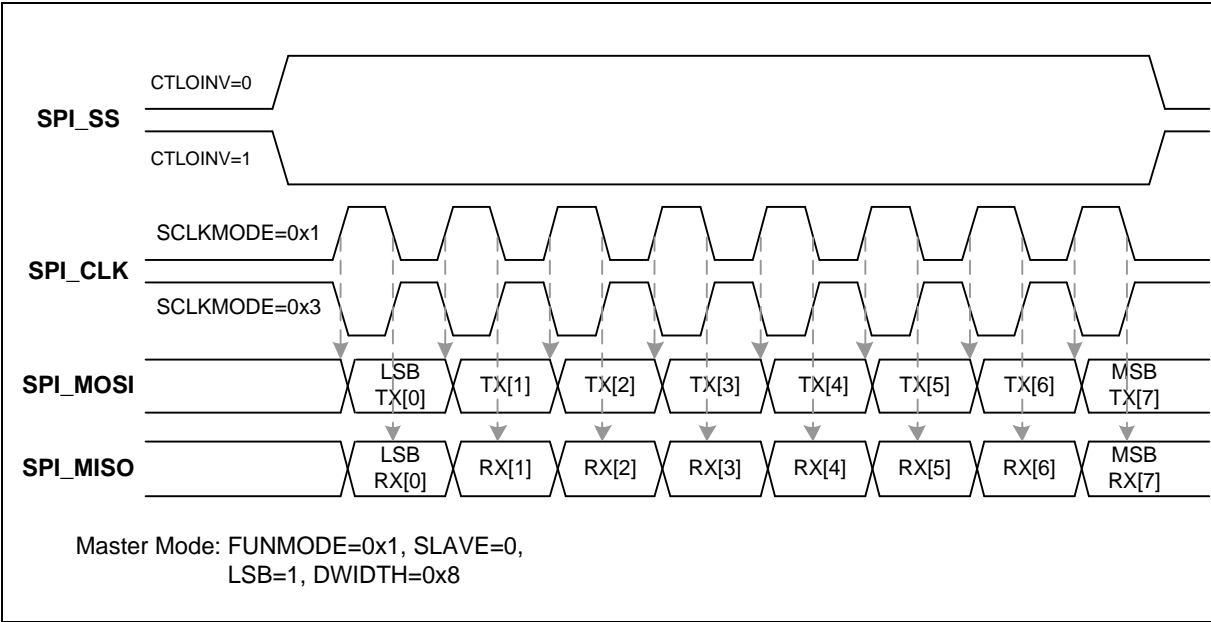 CTLOINV=0
SPI_SS
CTLOINV=1
SCLKMODE=0x1
SPI_CLK
SCLKMODE=0x3
SPI_MOSI
LSB
TX[0]
TX[1]
TX[2]
TX[3]
TX[4]
TX[5]
TX[6]
MSB
TX[7]
SPI_MISO
LSB
RX[0]
RX[1]
RX[2]
RX[3]
RX[4]
RX[5]
RX[6]
MSB
RX[7]
Master Mode: FUNMODE=0x1, SLAVE=0,
LSB=1, DWIDTH=0x8